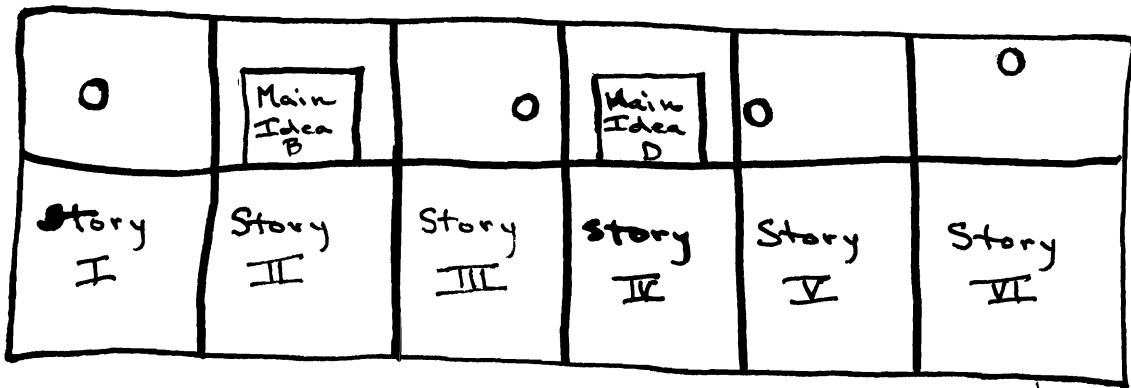 Main
Idea
B
Main
Idea
D
Story
I
Story
II
Story
III
Story
IV
Story
V
Story
VI